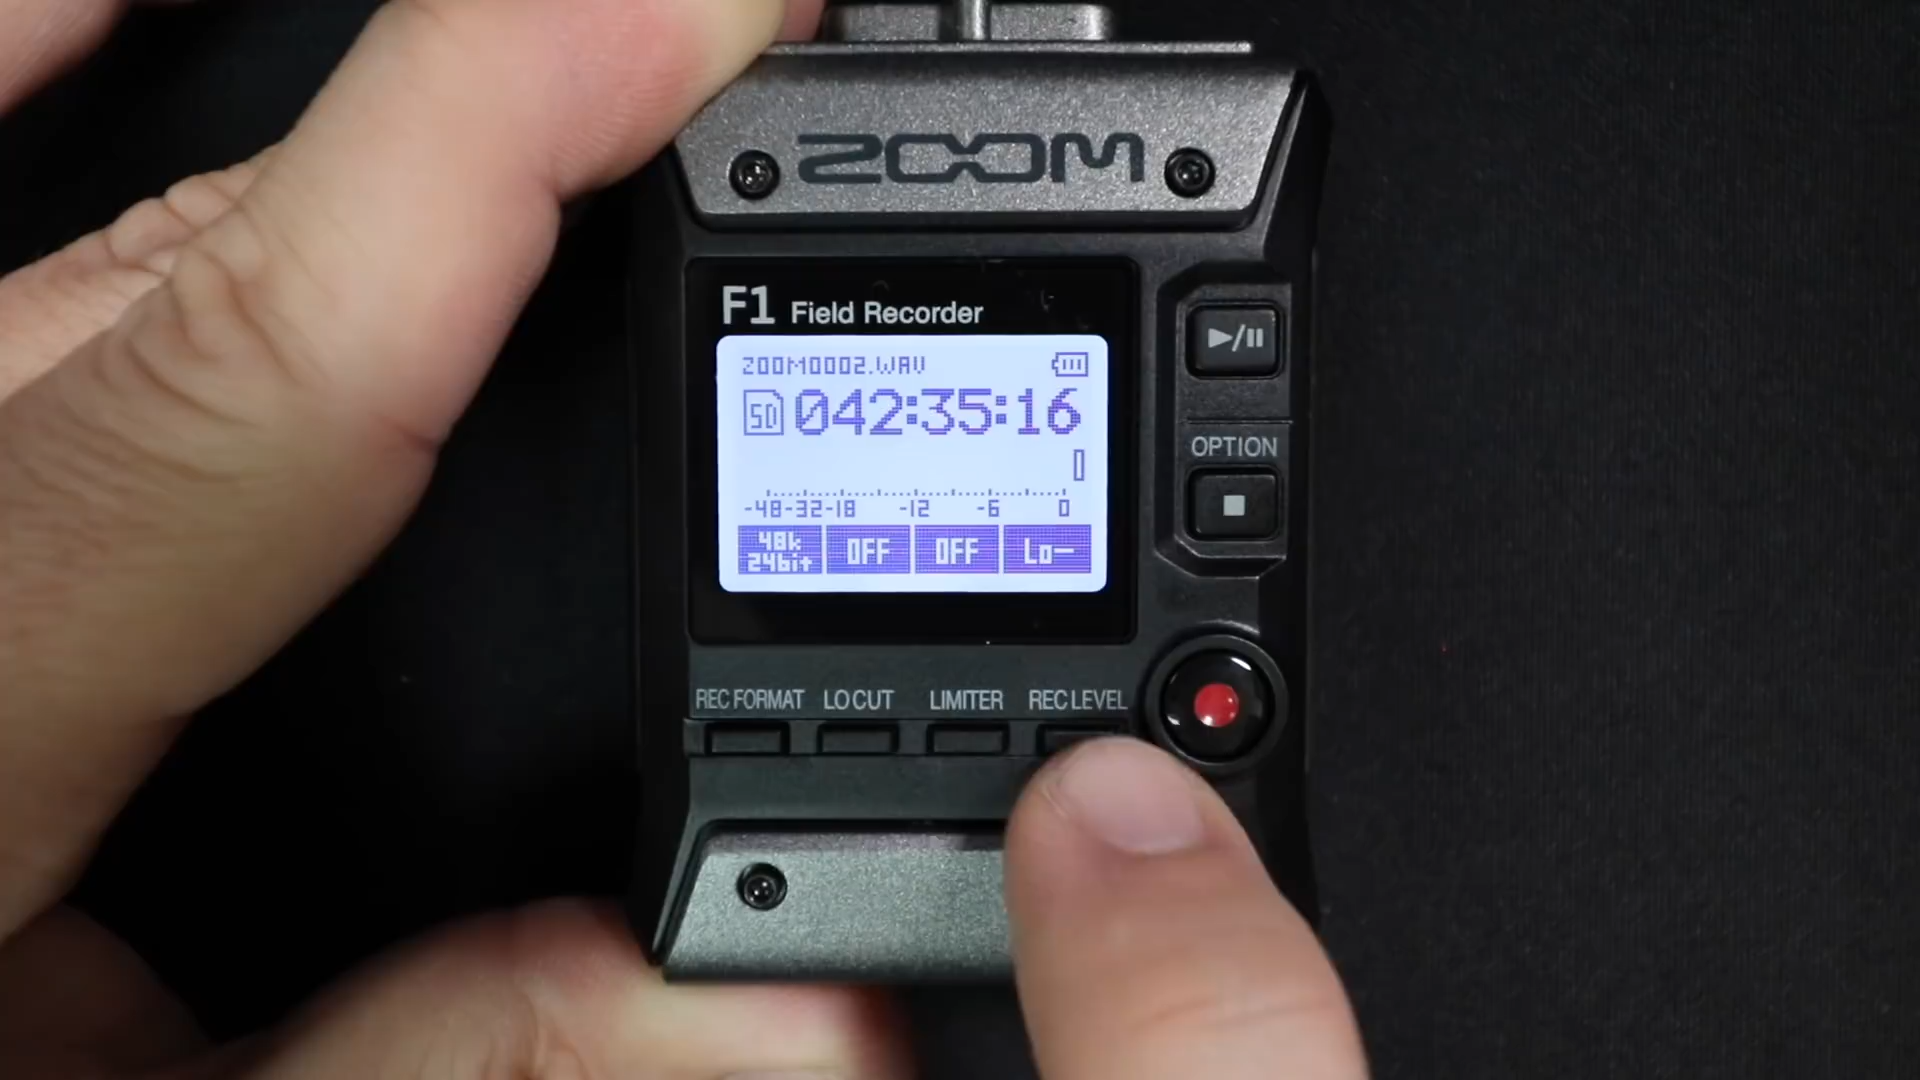 ZOOM
F1 Field Recorder
ZOOM0002.WAV
SD 042:35:16
-48-32-18 -12 -6 0
48k 24bit OFF OFF Lo-
OPTION
REC FORMAT LO CUT LIMITER REC LEVEL